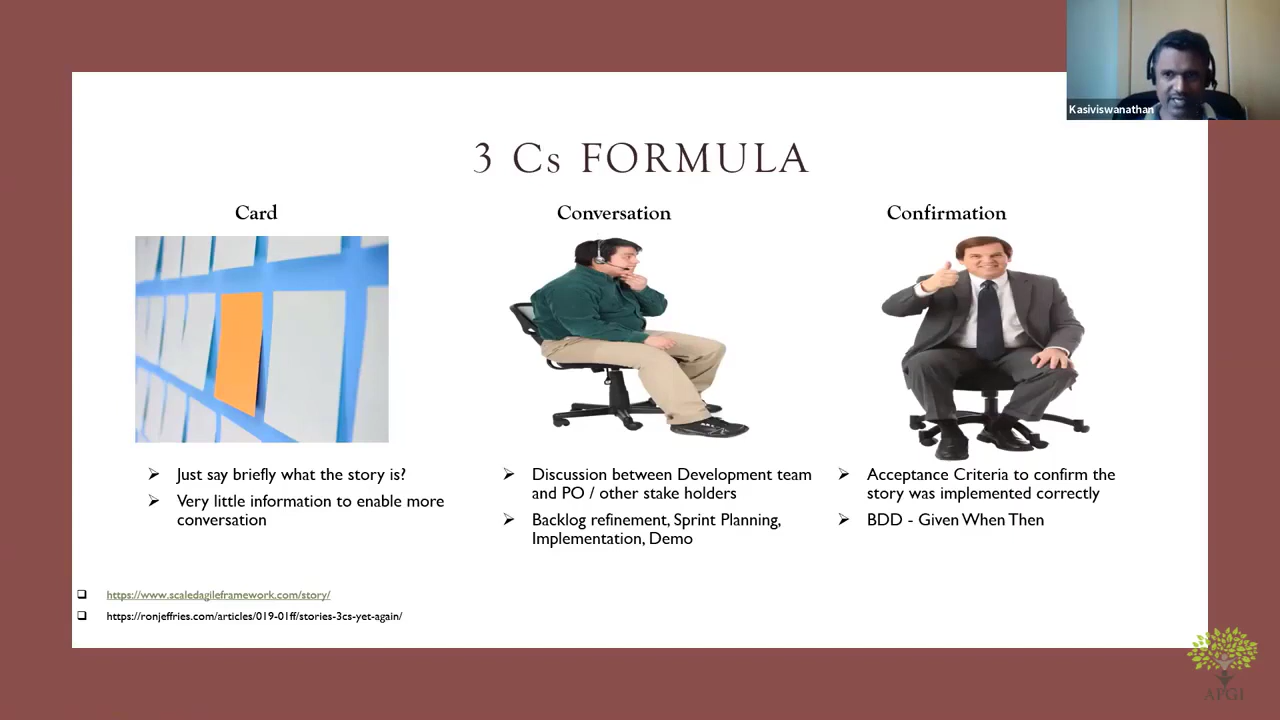 Kasiviswanathan
3 Cs FORMULA
Card
Conversation
Confirmation
Just say briefly what the story is?
Very little information to enable more
conversation
Discussion between Development team
and PO / other stake holders
Backlog refinement, Sprint Planning,
Implementation, Demo
Acceptance Criteria to confirm the
story was implemented correctly
BDD - Given When Then
https://www.scaledagileframework.com/story/
https://ronjeffries.com/articles/019-01ff/stories-3cs-yet-again/
APGI